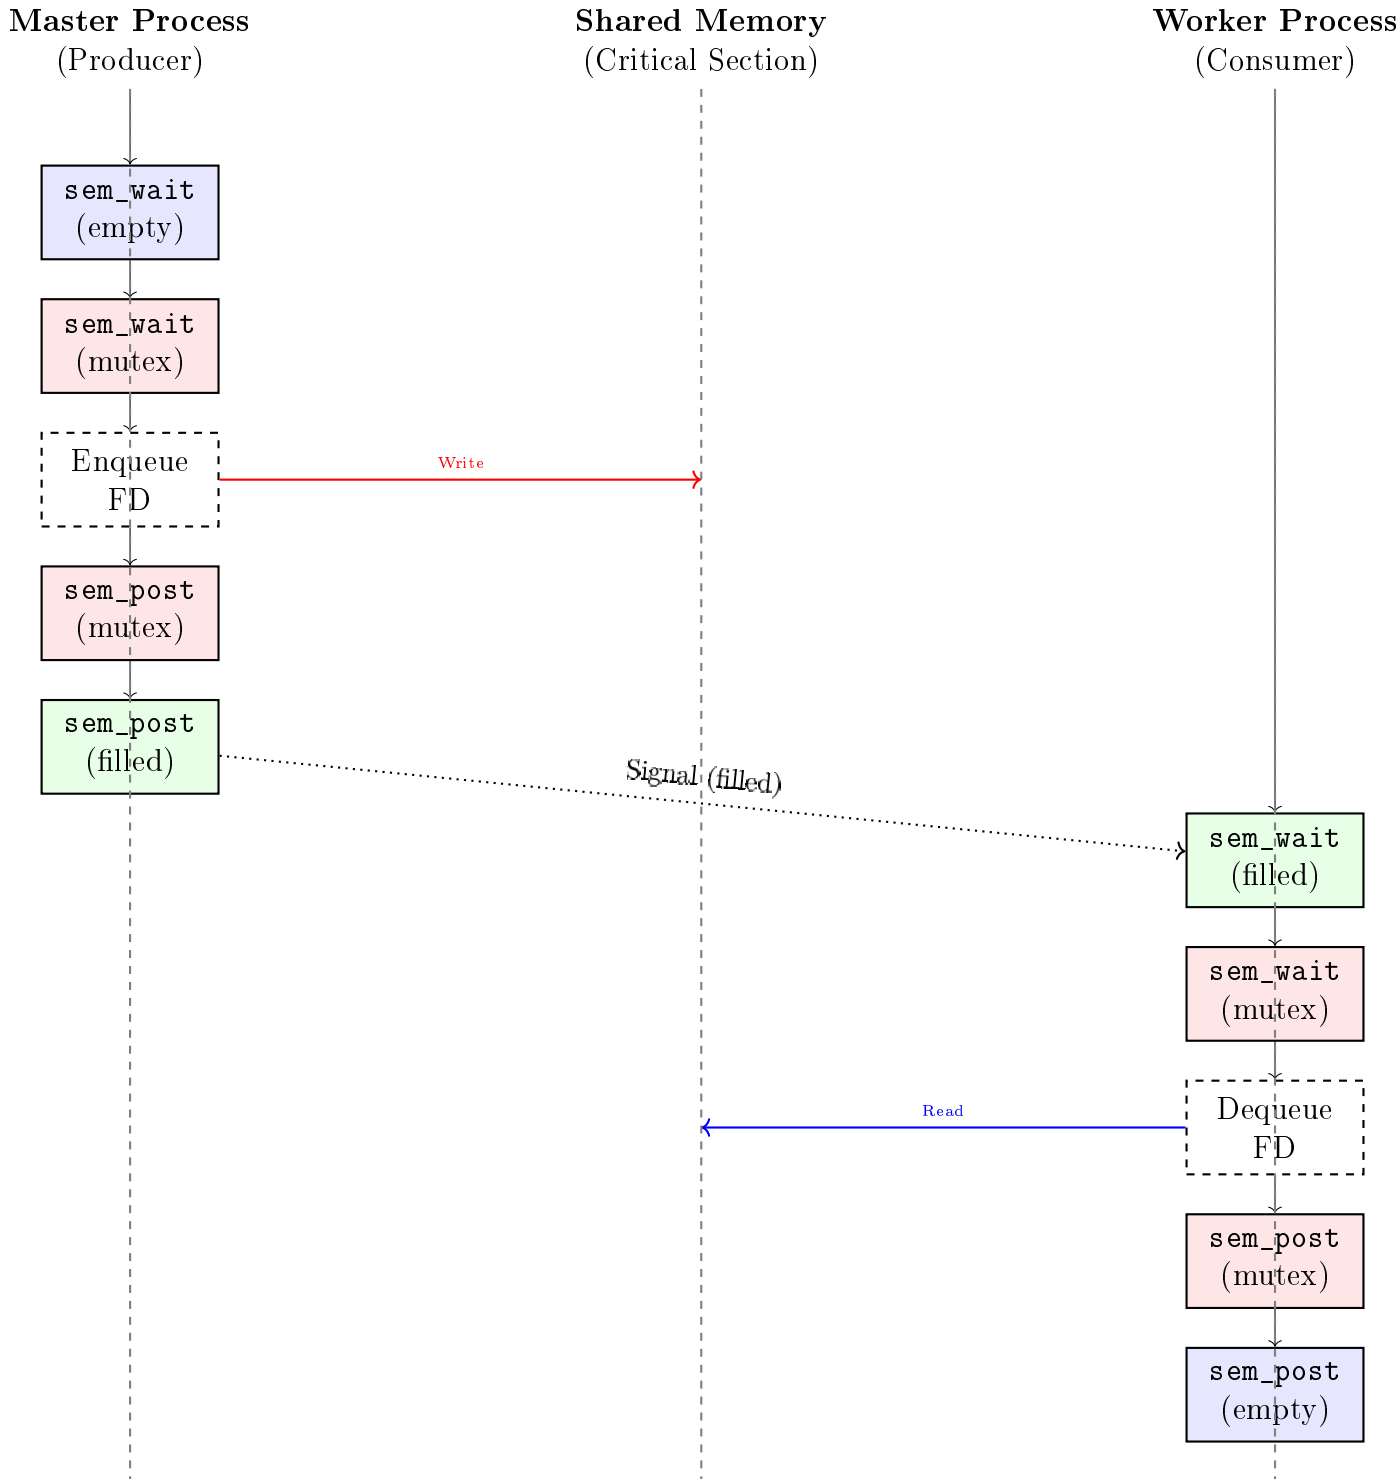 Master Process
(Producer)
Shared Memory
(Critical Section)
Worker Process
(Consumer)
sem_wait
(empty)
sem_wait
(mutex)
Enqueue
FD
Write
sem_post
(mutex)
sem_post
(filled)
Signal (filled)
sem_wait
(filled)
sem_wait
(mutex)
Dequeue
FD
Read
sem_post
(mutex)
sem_post
(empty)